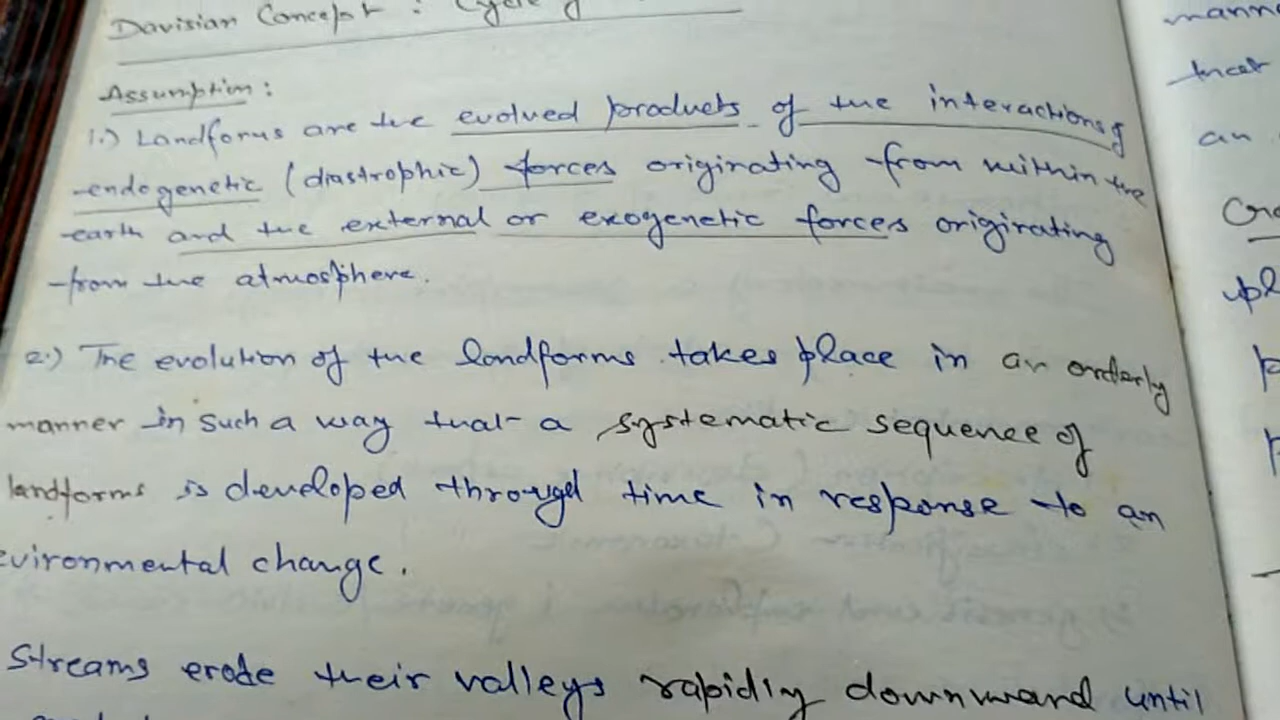 Davisian Concept : Cycle
Assumption :
1.) Landforms are the evolved products of the interactions of
endogenetic (diastrophic) forces originating from within the
earth and the external or exogenetic forces originating
from the atmosphere.
2.) The evolution of the landforms takes place in an orderly
manner in such a way that a systematic sequence of
landforms is developed through time in response to an
evironmental change.
Streams erode their valleys rapidly downward until
an